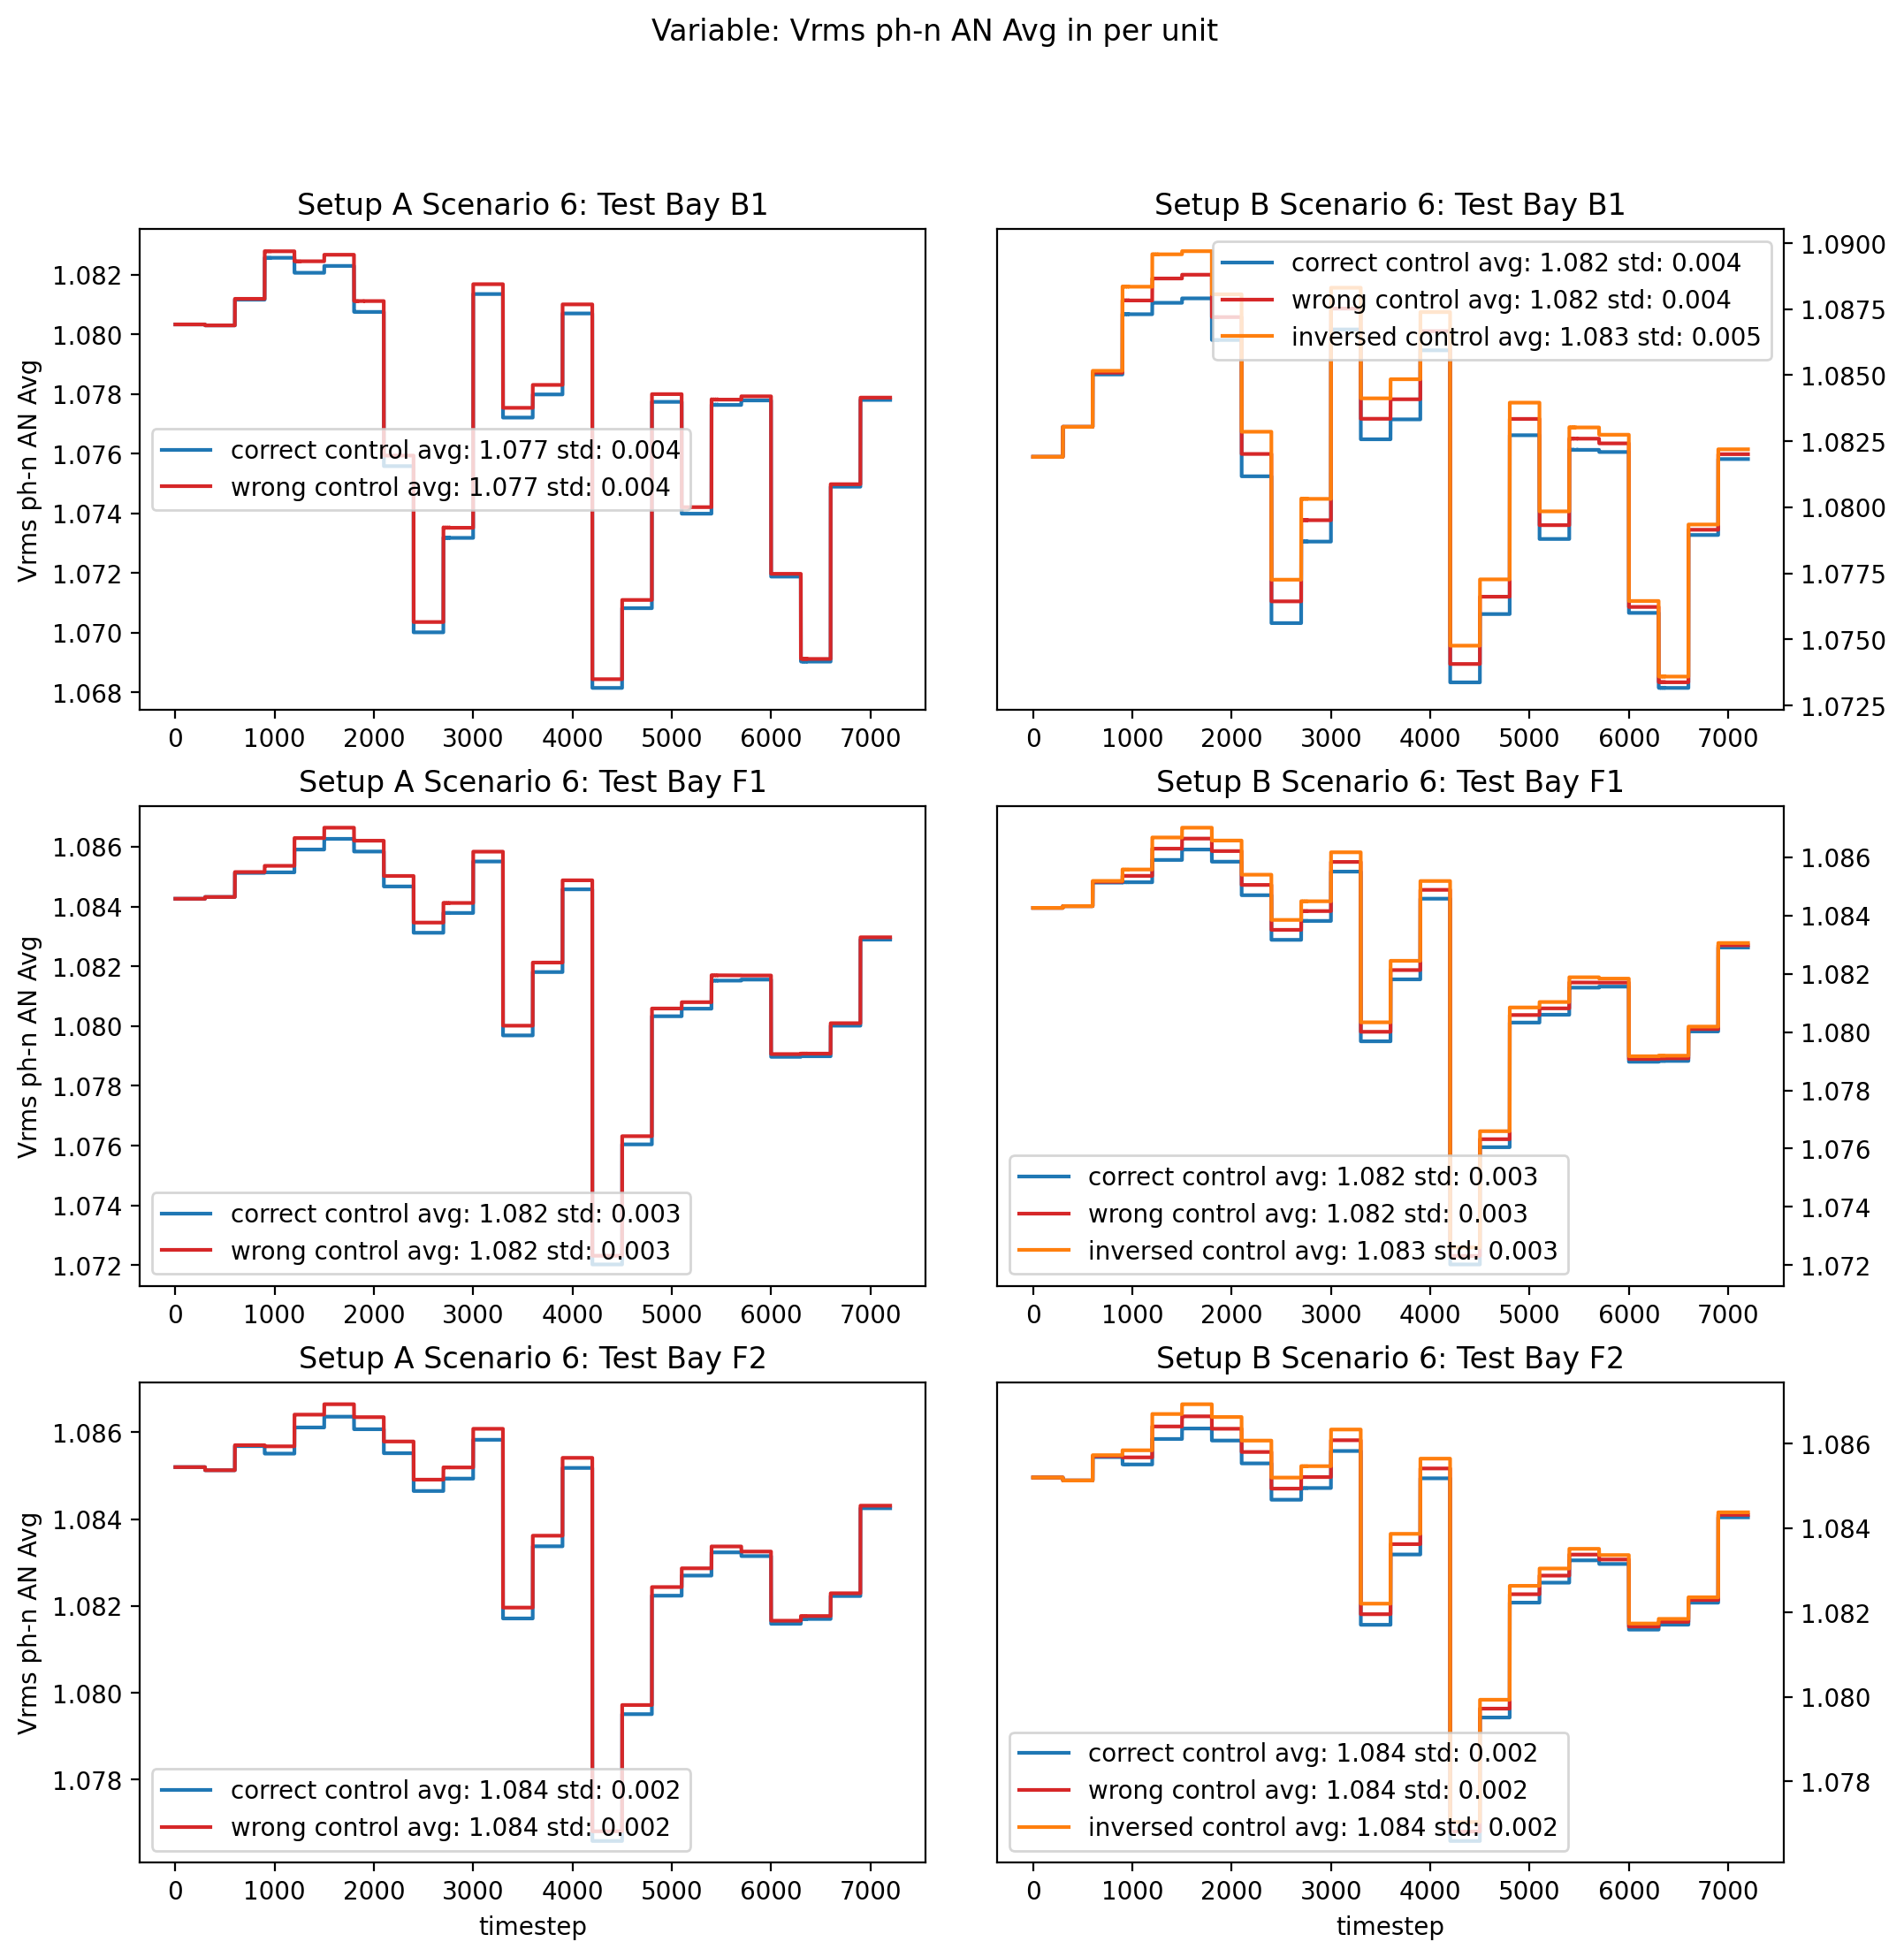 Variable: Vrms ph-n AN Avg in per unit
Setup A Scenario 6: Test Bay B1
Vrms ph-n AN Avg
1.082
1.080
1.078
1.076
1.074
1.072
1.070
1.068
correct control avg: 1.077 std: 0.004
wrong control avg: 1.077 std: 0.004
0 1000 2000 3000 4000 5000 6000 7000
Setup B Scenario 6: Test Bay B1
correct control avg: 1.082 std: 0.004
wrong control avg: 1.082 std: 0.004
inversed control avg: 1.083 std: 0.005
1.0900
1.0875
1.0850
1.0825
1.0800
1.0775
1.0750
1.0725
0 1000 2000 3000 4000 5000 6000 7000
Setup A Scenario 6: Test Bay F1
Vrms ph-n AN Avg
1.086
1.084
1.082
1.080
1.078
1.076
1.074
1.072
correct control avg: 1.082 std: 0.003
wrong control avg: 1.082 std: 0.003
0 1000 2000 3000 4000 5000 6000 7000
Setup B Scenario 6: Test Bay F1
correct control avg: 1.082 std: 0.003
wrong control avg: 1.082 std: 0.003
inversed control avg: 1.083 std: 0.003
1.086
1.084
1.082
1.080
1.078
1.076
1.074
1.072
0 1000 2000 3000 4000 5000 6000 7000
Setup A Scenario 6: Test Bay F2
Vrms ph-n AN Avg
1.086
1.084
1.082
1.080
1.078
correct control avg: 1.084 std: 0.002
wrong control avg: 1.084 std: 0.002
0 1000 2000 3000 4000 5000 6000 7000
timestep
Setup B Scenario 6: Test Bay F2
correct control avg: 1.084 std: 0.002
wrong control avg: 1.084 std: 0.002
inversed control avg: 1.084 std: 0.002
1.086
1.084
1.082
1.080
1.078
0 1000 2000 3000 4000 5000 6000 7000
timestep